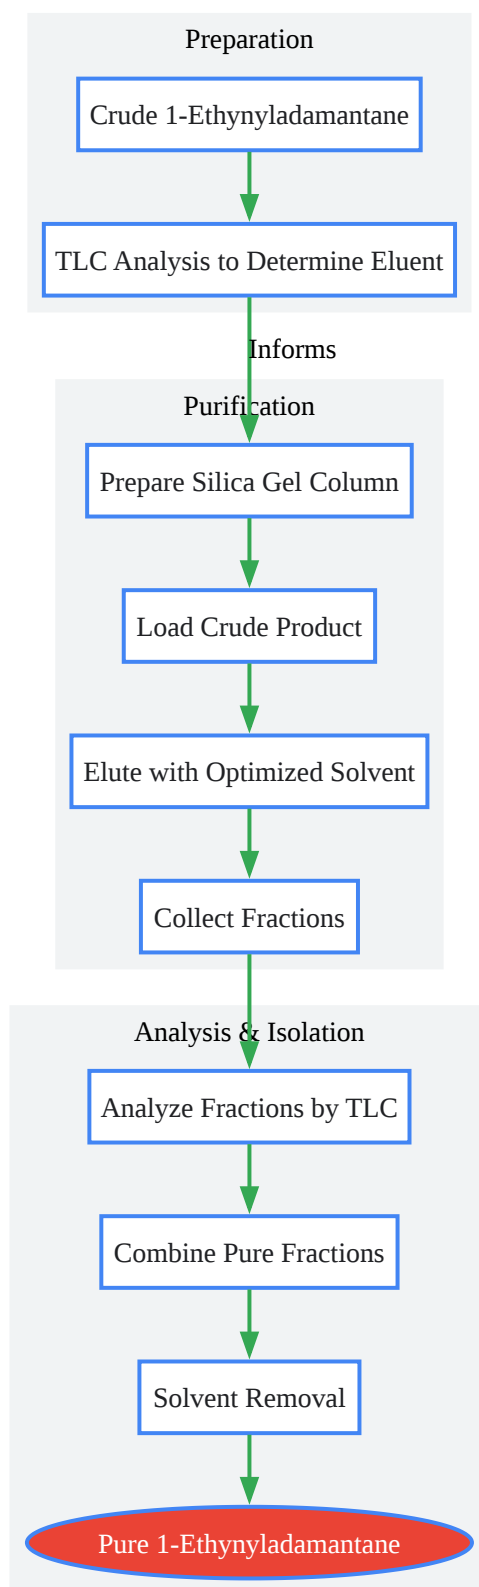 Preparation
Crude 1-Ethynyladamantane
TLC Analysis to Determine Eluent
Informs
Purification
Prepare Silica Gel Column
Load Crude Product
Elute with Optimized Solvent
Collect Fractions
Analysis & Isolation
Analyze Fractions by TLC
Combine Pure Fractions
Solvent Removal
Pure 1-Ethynyladamantane